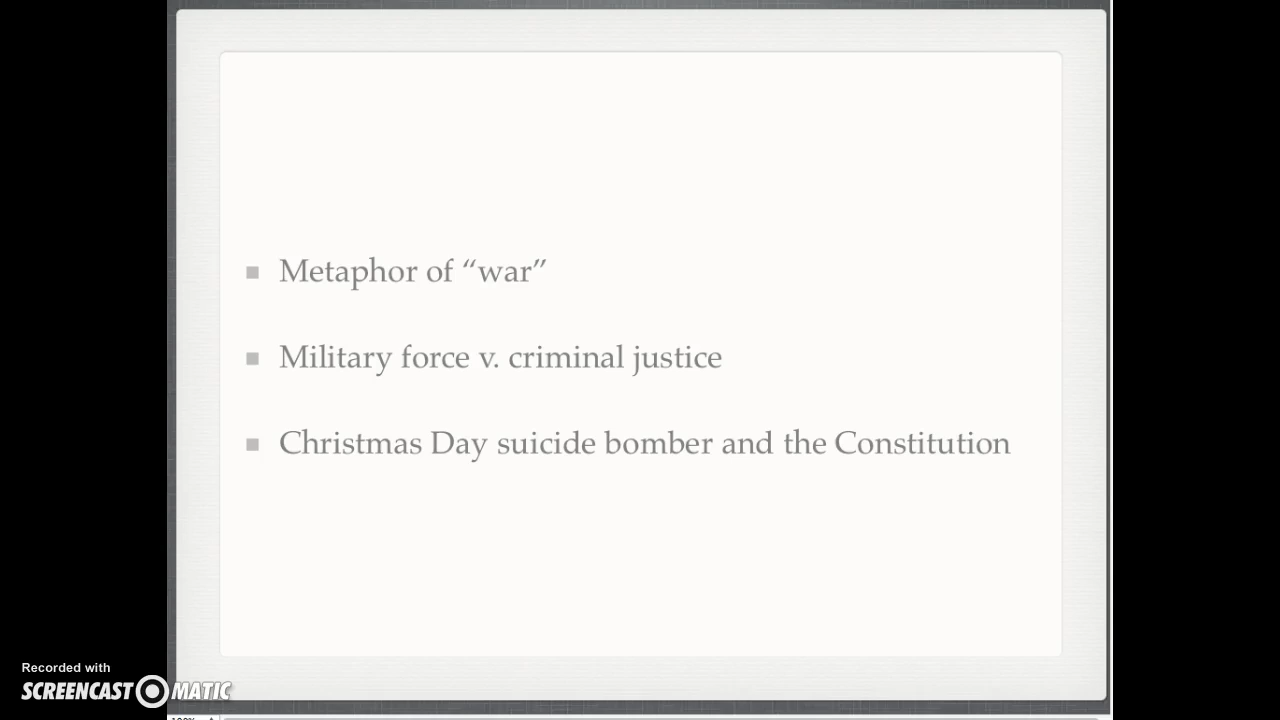 Metaphor of “war”
Military force v. criminal justice
Christmas Day suicide bomber and the Constitution
Recorded with
SCREENCAST MATIC